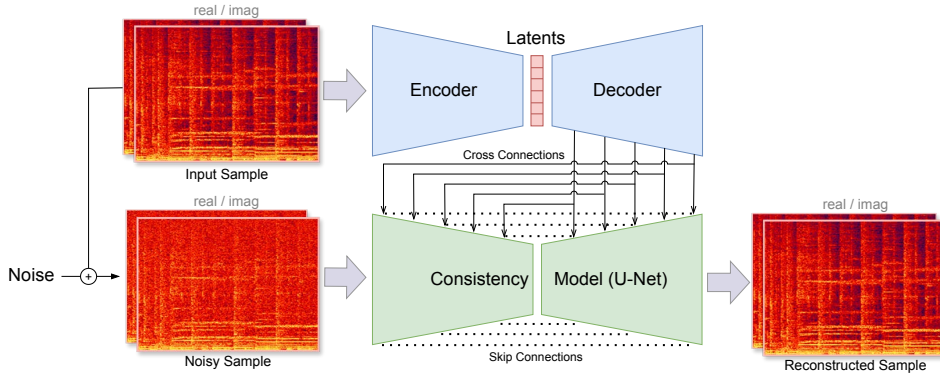 real / imag
Input Sample
Encoder
Latents
Decoder
Cross Connections
real / imag
Noise
+
Noisy Sample
Consistency
Model (U-Net)
Skip Connections
real / imag
Reconstructed Sample